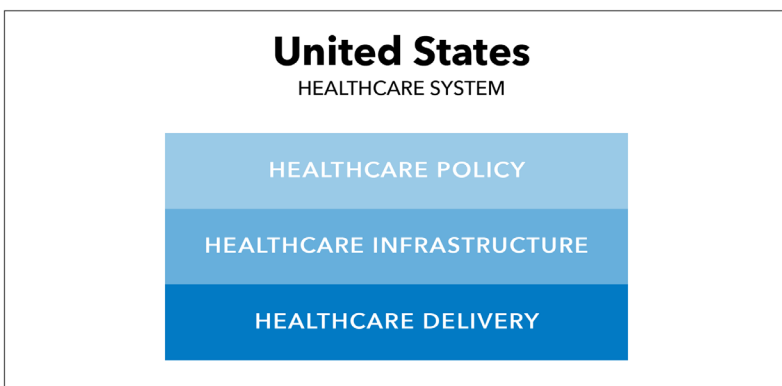 United States
HEALTHCARE SYSTEM
HEALTHCARE POLICY
HEALTHCARE INFRASTRUCTURE
HEALTHCARE DELIVERY